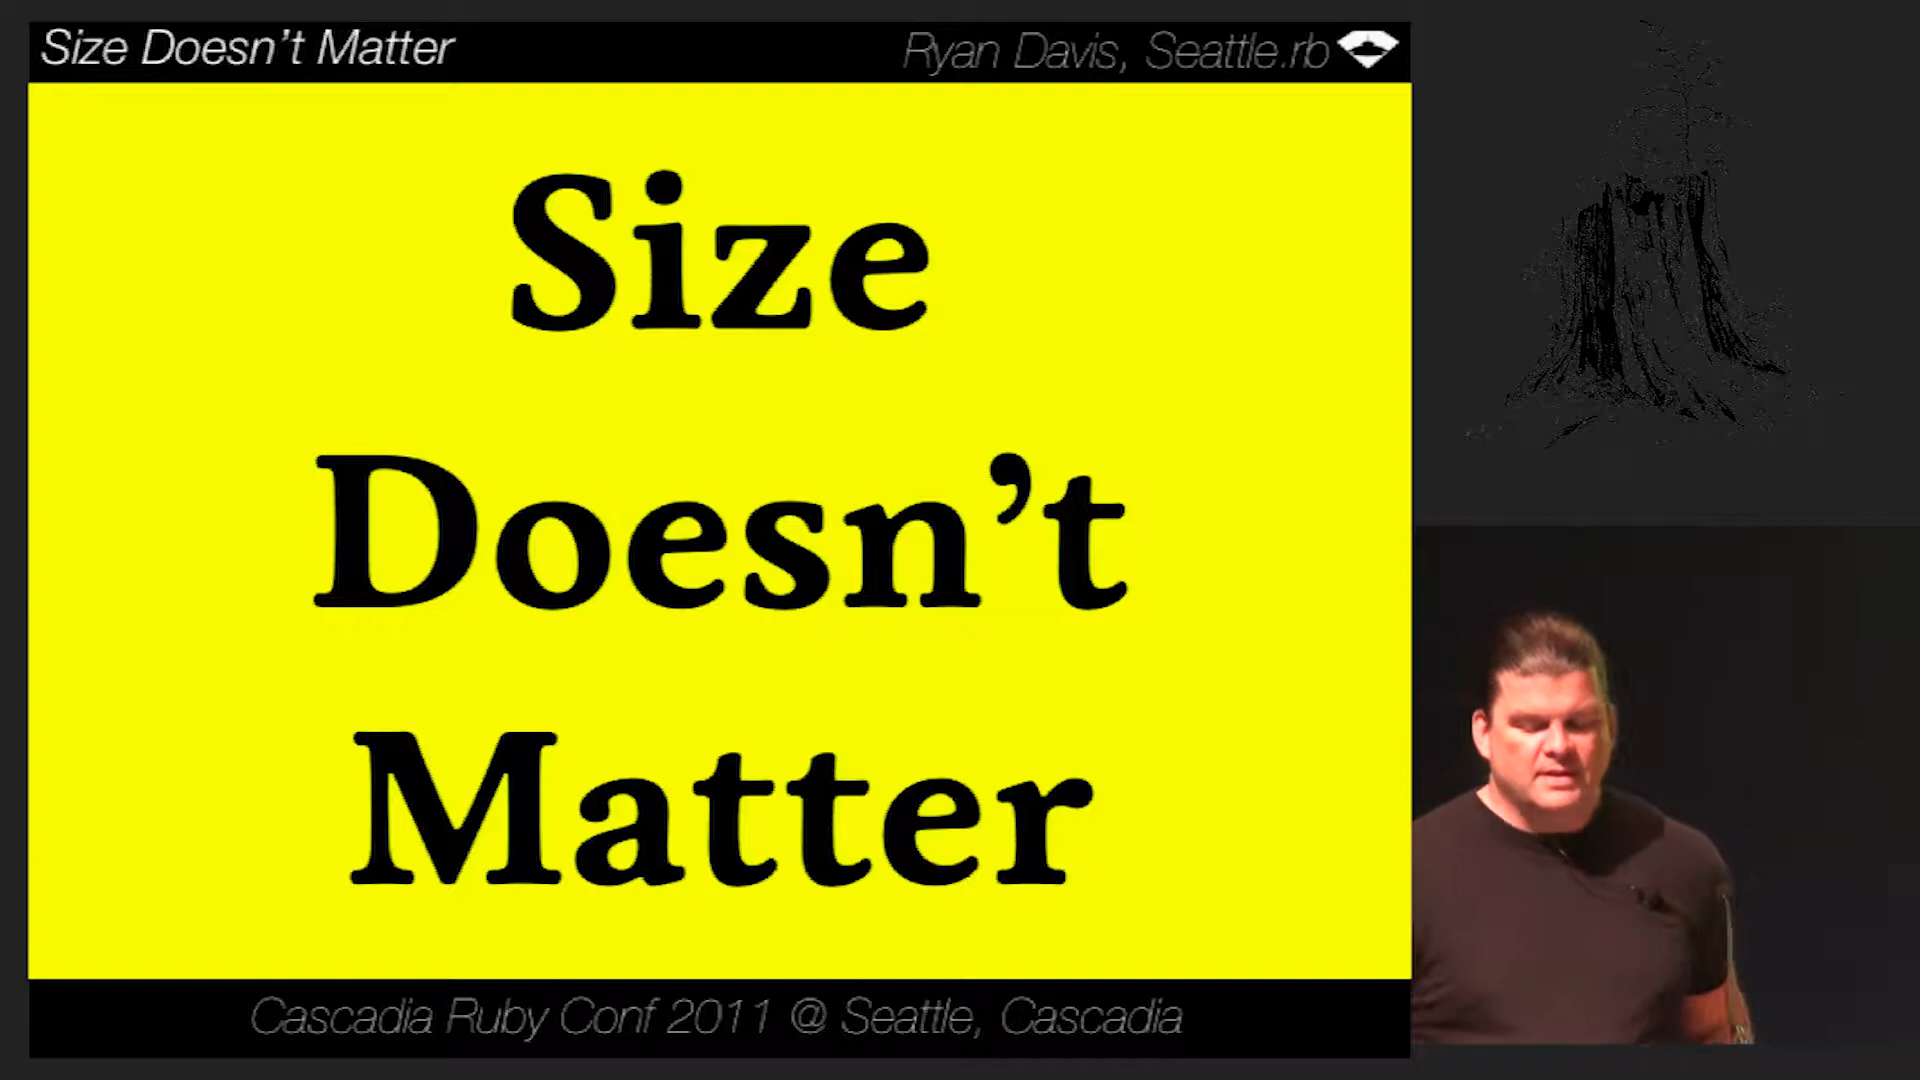 Size Doesn't Matter
Ryan Davis, Seattle.rb
Size
Doesn't
Matter
Cascadia Ruby Conf 2011 @ Seattle, Cascadia